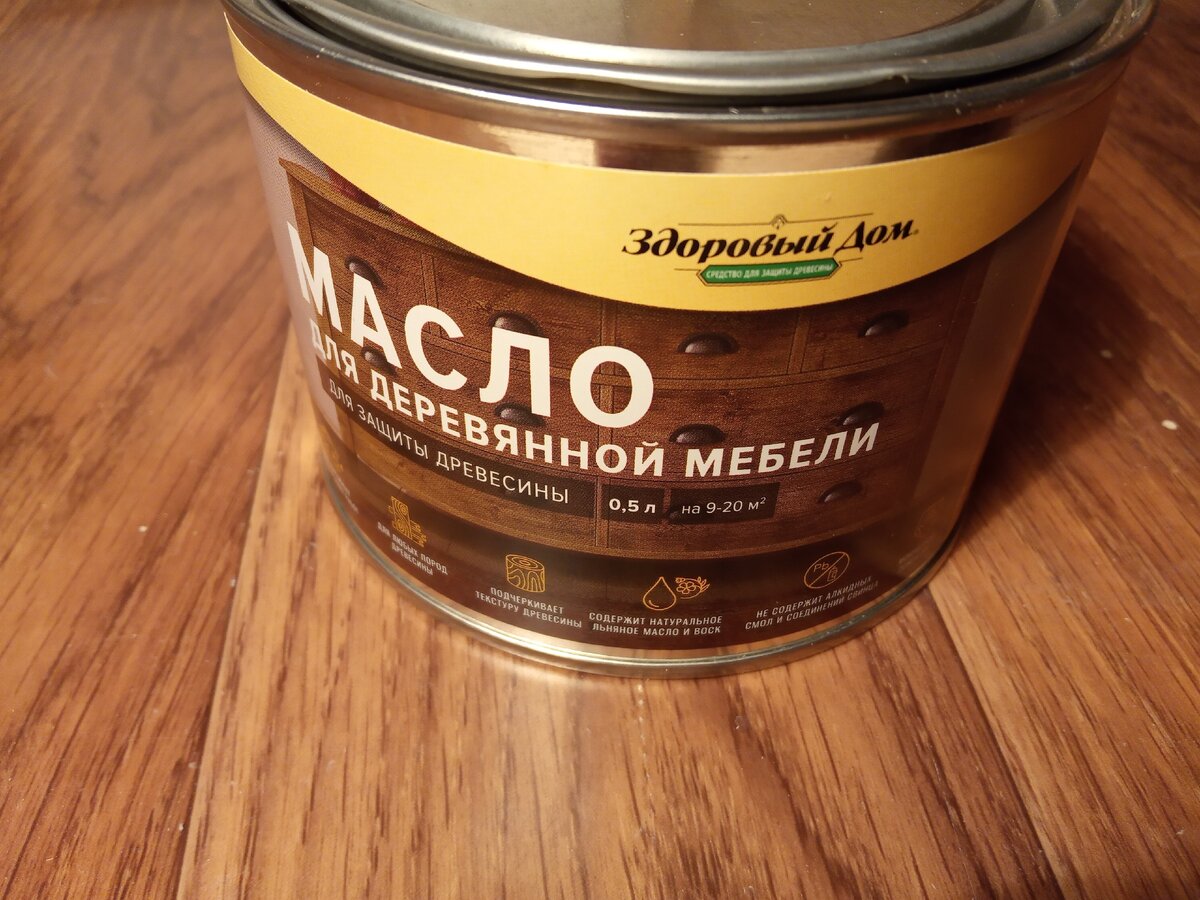 Здоровый Дом
СРЕДСТВО ДЛЯ ЗАЩИТЫ ДРЕВЕСИНЫ
МАСЛО
ДЛЯ ДЕРЕВЯННОЙ МЕБЕЛИ
ДЛЯ ЗАЩИТЫ ДРЕВЕСИНЫ
0,5 л
на 9-20 м²
ДЛЯ ЛЮБЫХ ПОРОД
ДРЕВЕСИНЫ
ПОДЧЕРКИВАЕТ
ТЕКСТУРУ ДРЕВЕСИНЫ
СОДЕРЖИТ НАТУРАЛЬНОЕ
ЛЬНЯНОЕ МАСЛО И ВОСК
Pb
НЕ СОДЕРЖИТ АЛКИДНЫХ
СМОЛ И СОЕДИНЕНИЙ СВИНЦА